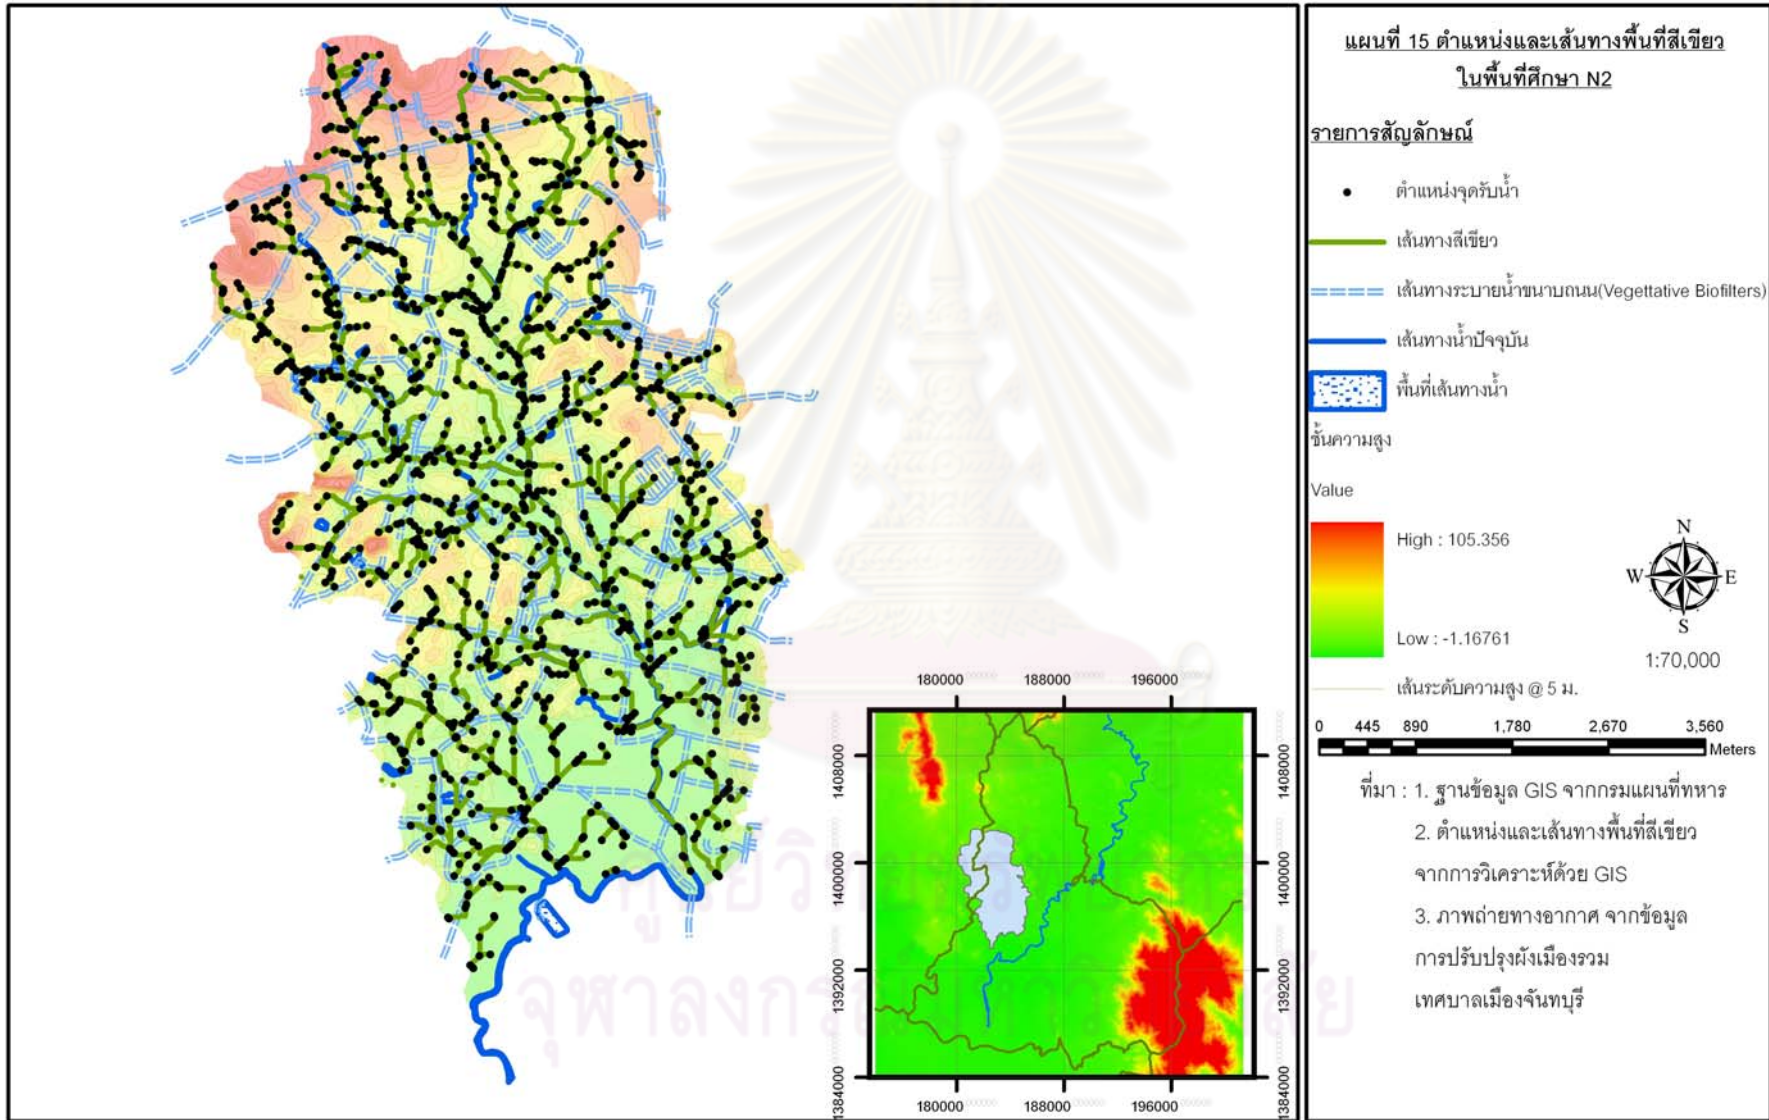 แผนที่ 15 ตำแหน่งและเส้นทางพื้นที่สีเขียว
ในพื้นที่ศึกษา N2
รายการสัญลักษณ์
ตำแหน่งจุดรับน้ำ
เส้นทางสีเขียว
เส้นทางระบายน้ำขนาบถนน(Vegettative Biofilters)
เส้นทางน้ำปัจจุบัน
พื้นที่เส้นทางน้ำ
ชั้นความสูง
Value
High : 105.356
Low : -1.16761
N
W E
S
1:70,000
เส้นระดับความสูง @ 5 ม.
0 445 890 1,780 2,670 3,560
Meters
ที่มา : 1. ฐานข้อมูล GIS จากกรมแผนที่ทหาร
2. ตำแหน่งและเส้นทางพื้นที่สีเขียว
จากการวิเคราะห์ด้วย GIS
3. ภาพถ่ายทางอากาศ จากข้อมูล
การปรับปรุงผังเมืองรวม
เทศบาลเมืองจันทบุรี
180000 188000 196000
1408000 1408000
1400000 1400000
1392000 1392000
1384000 1384000
180000 188000 196000